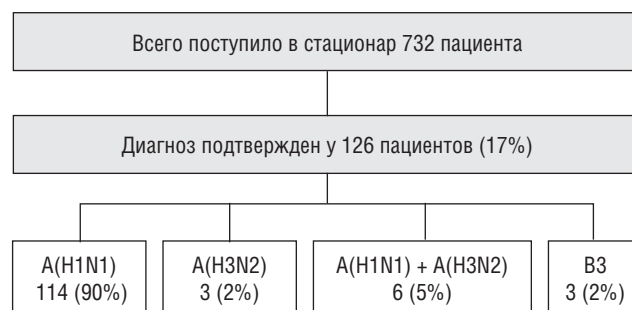 Всего поступило в стационар 732 пациента
Диагноз подтвержден у 126 пациентов (17%)
A(H1N1)
114 (90%)
A(H3N2)
3 (2%)
A(H1N1) + A(H3N2)
6 (5%)
B3
3 (2%)